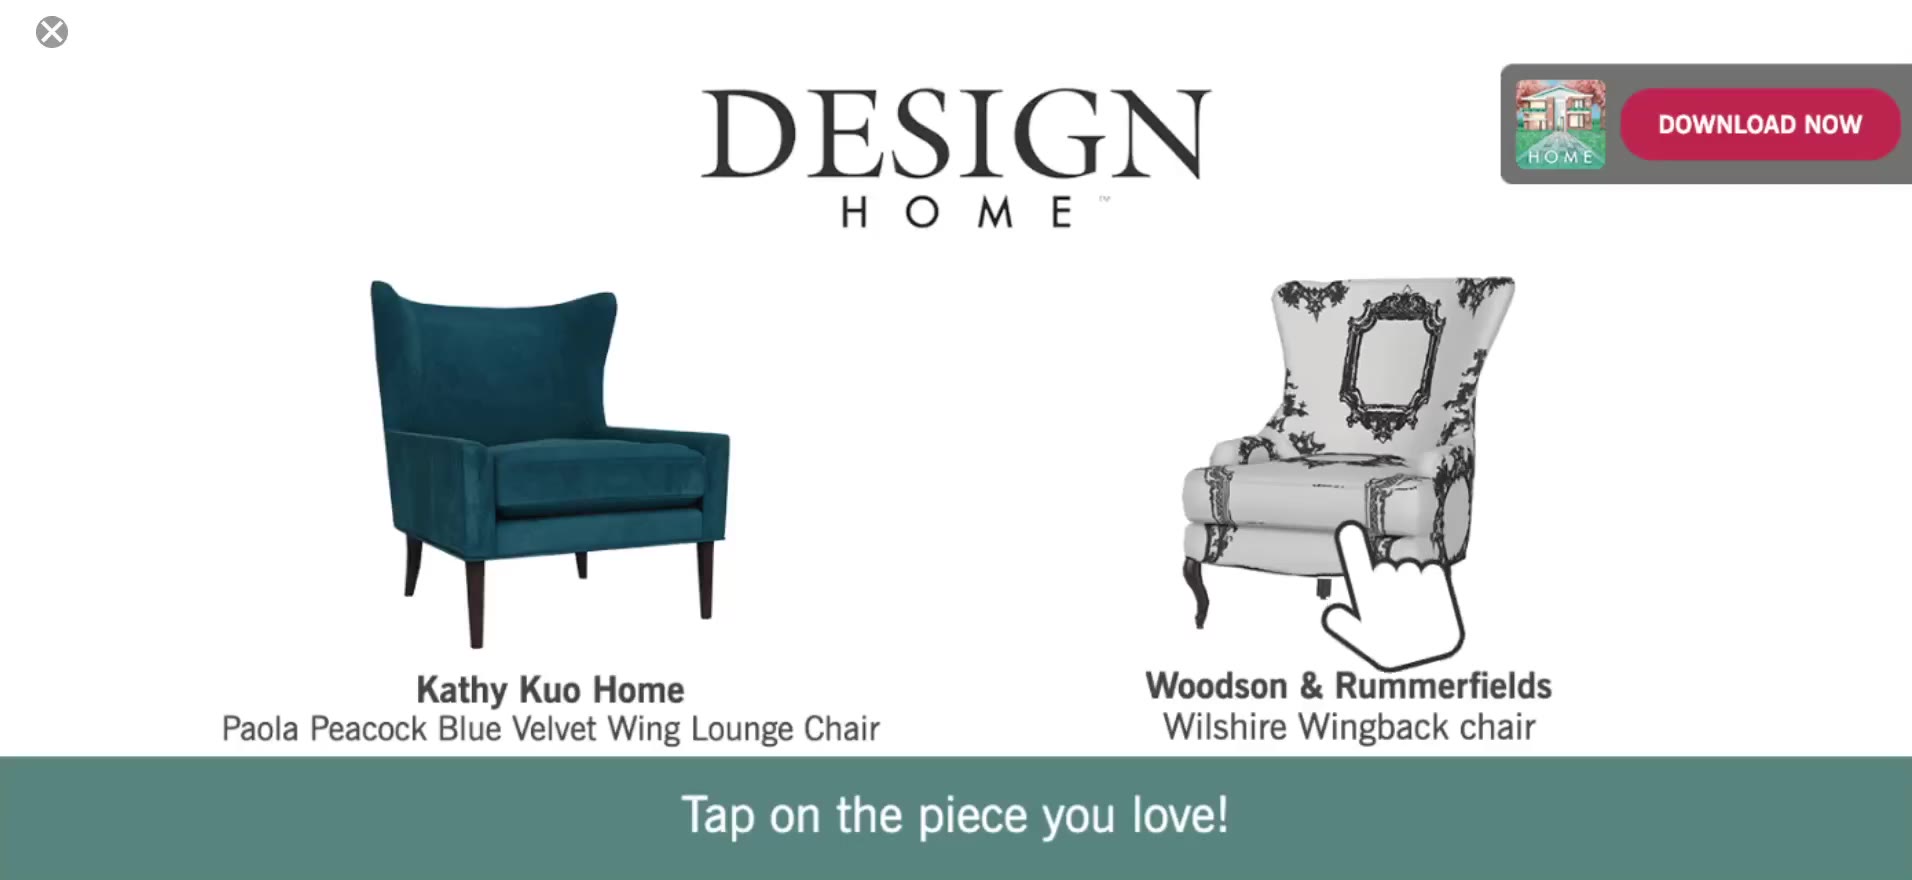 DESIGN
HOME™
HOME
DOWNLOAD NOW
Kathy Kuo Home
Paola Peacock Blue Velvet Wing Lounge Chair
Woodson & Rummerfields
Wilshire Wingback chair
Tap on the piece you love!